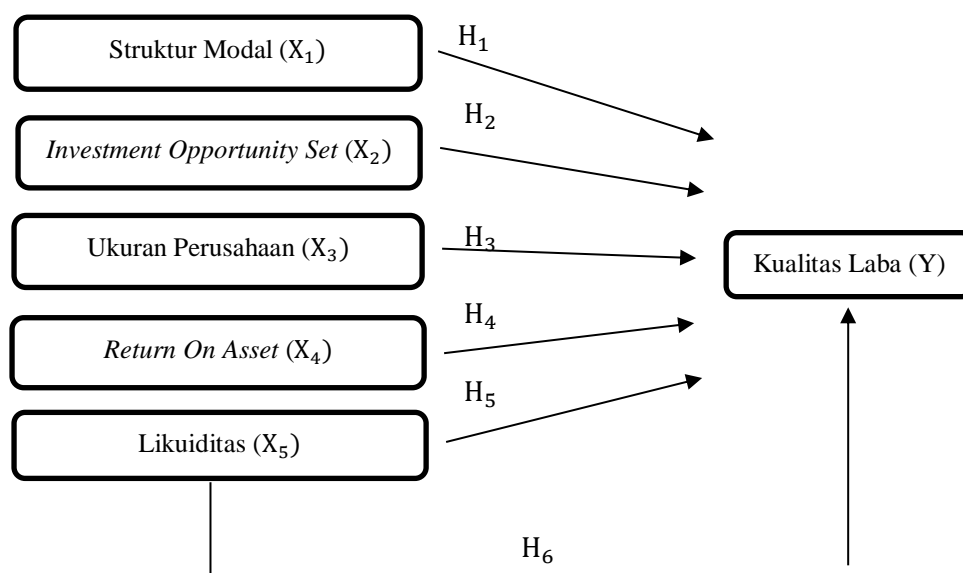 Struktur Modal (X₁)
H₁
Investment Opportunity Set (X₂)
H₂
Ukuran Perusahaan (X₃)
H₃
Kualitas Laba (Y)
Return On Asset (X₄)
H₄
Likuiditas (X₅)
H₅
H₆